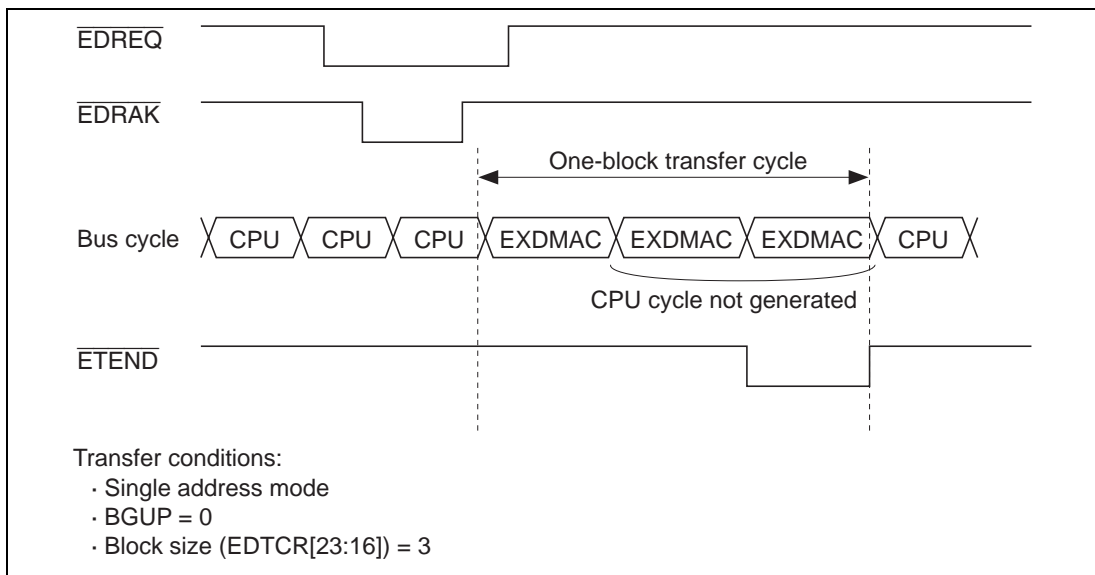 EDREQ
EDRAK
One-block transfer cycle
Bus cycle CPU CPU CPU EXDMAC EXDMAC EXDMAC CPU
CPU cycle not generated
ETEND
Transfer conditions:
· Single address mode
· BGUP = 0
· Block size (EDTCR[23:16]) = 3